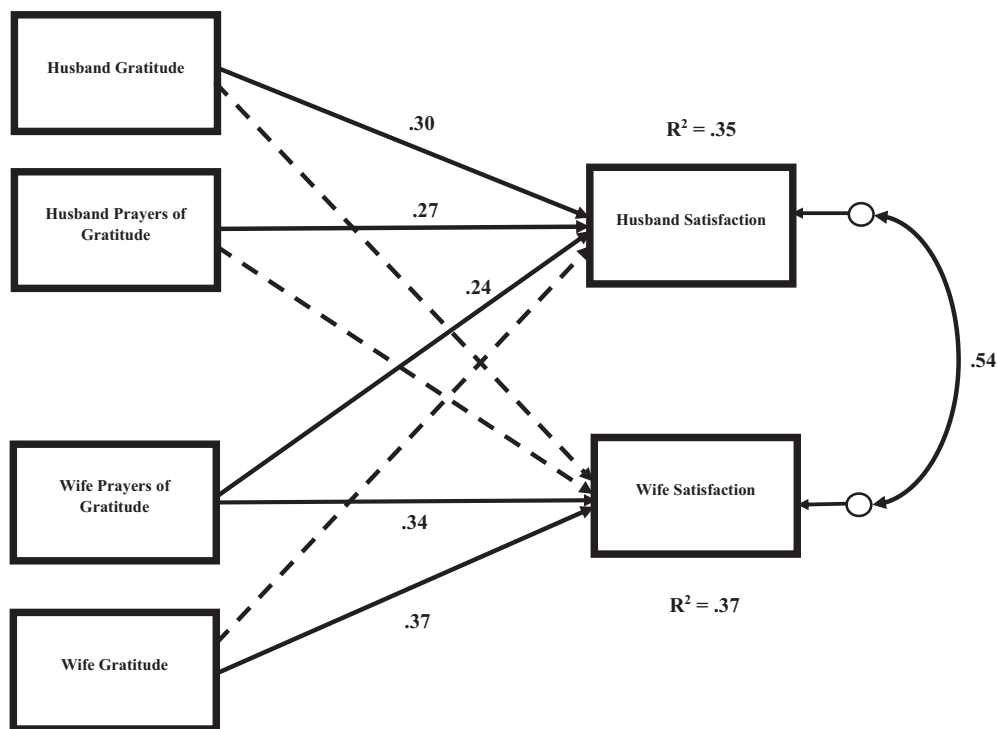 Husband Gratitude
.30
R² = .35
Husband Prayers of
Gratitude
.27
Husband Satisfaction
.24
.54
Wife Prayers of
Gratitude
Wife Satisfaction
.34
.37
R² = .37
Wife Gratitude